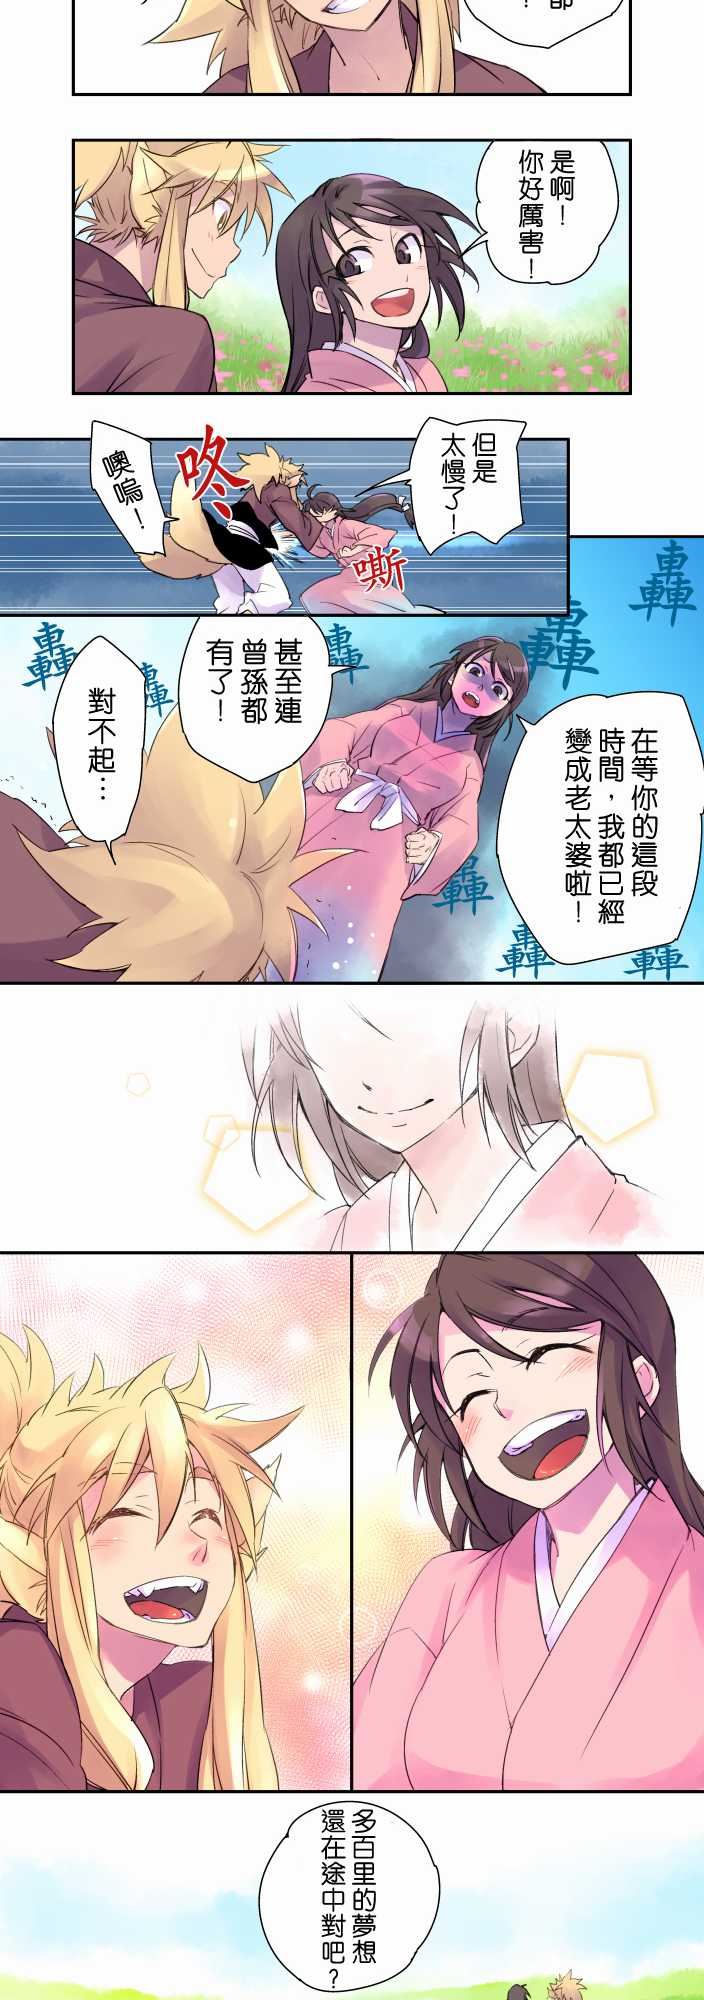 ！都
是啊！
你好厲害！
但是
太慢了！
咚
嘶
噢嗚！
轟
轟
轟
轟
轟
轟
轟
轟
在等你的這段
時間，我都已經
變成老太婆啦！
甚至連
曾孫都
有了！
對不起…
多百里的夢想
還在途中對吧？